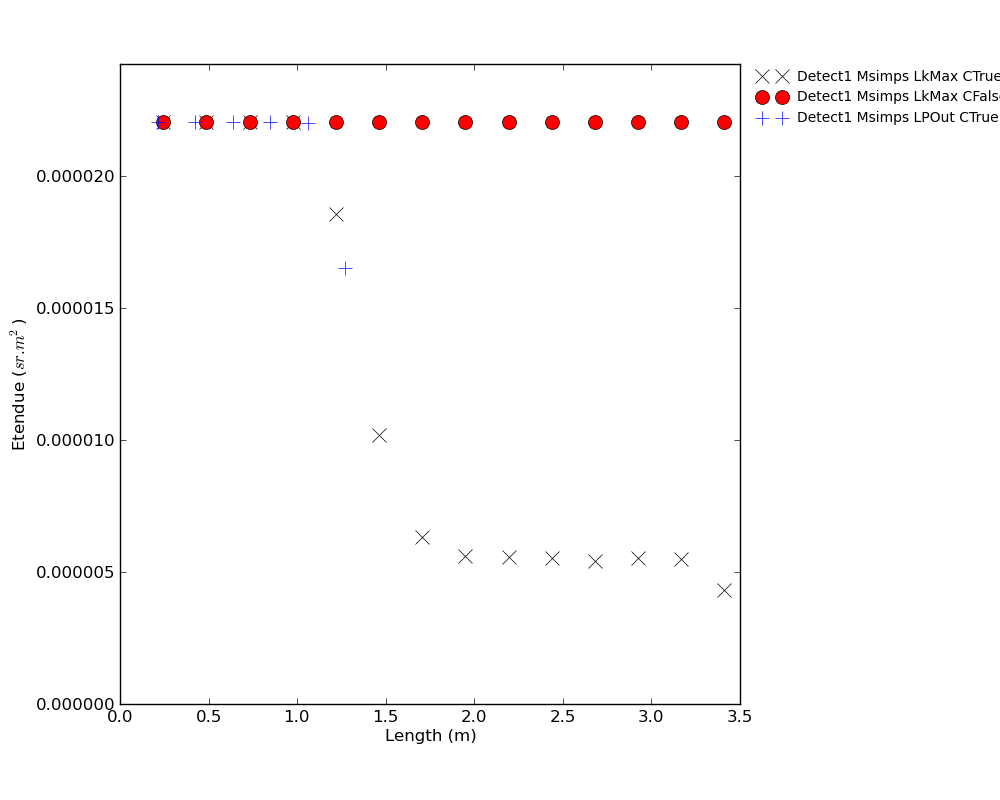 Detect1 Msimps LkMax CTrue
Detect1 Msimps LkMax CFalse
Detect1 Msimps LPOut CTrue
0.000020
0.000015
0.000010
0.000005
0.000000
Etendue (sr.m²)
0.0 0.5 1.0 1.5 2.0 2.5 3.0 3.5
Length (m)